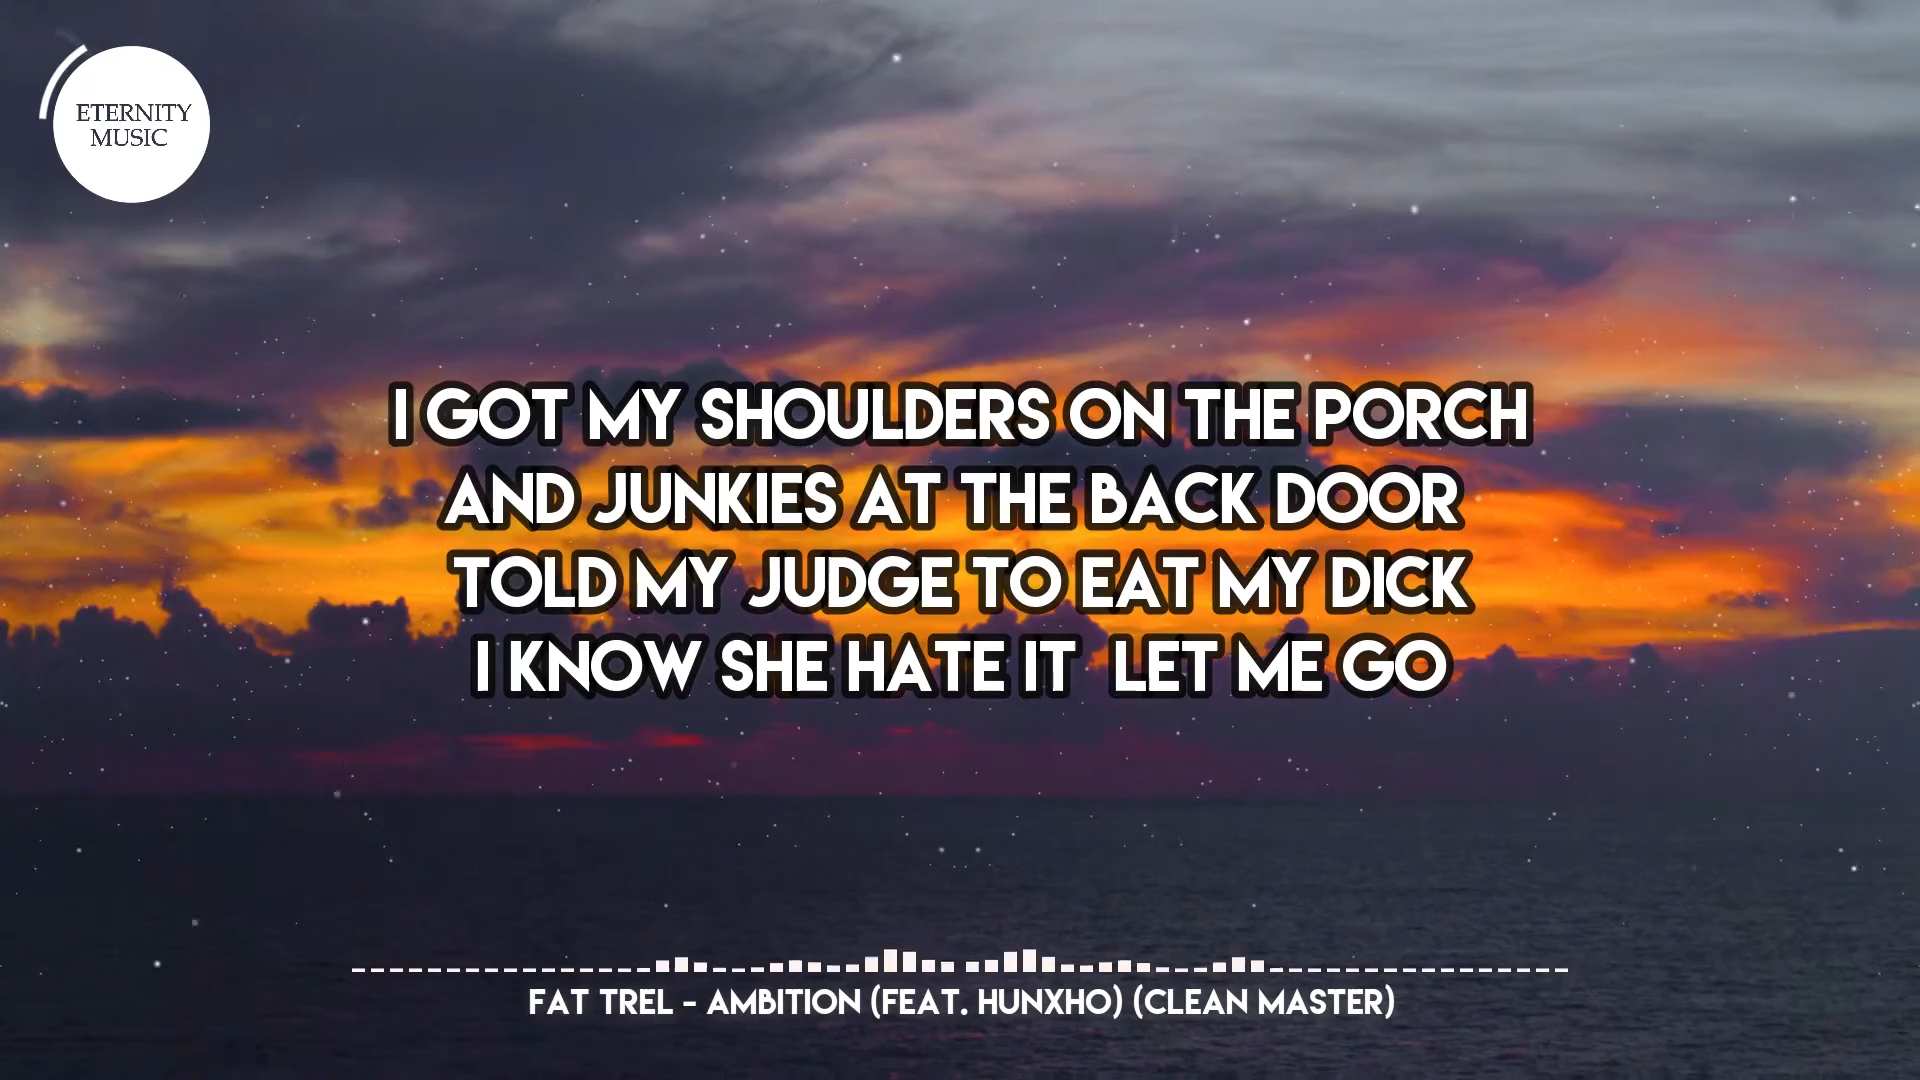 ETERNITY
MUSIC
I GOT MY SHOULDERS ON THE PORCH
AND JUNKIES AT THE BACK DOOR
TOLD MY JUDGE TO EAT MY DICK
I KNOW SHE HATE IT LET ME GO
FAT TREL - AMBITION (FEAT. HUNXHO) (CLEAN MASTER)